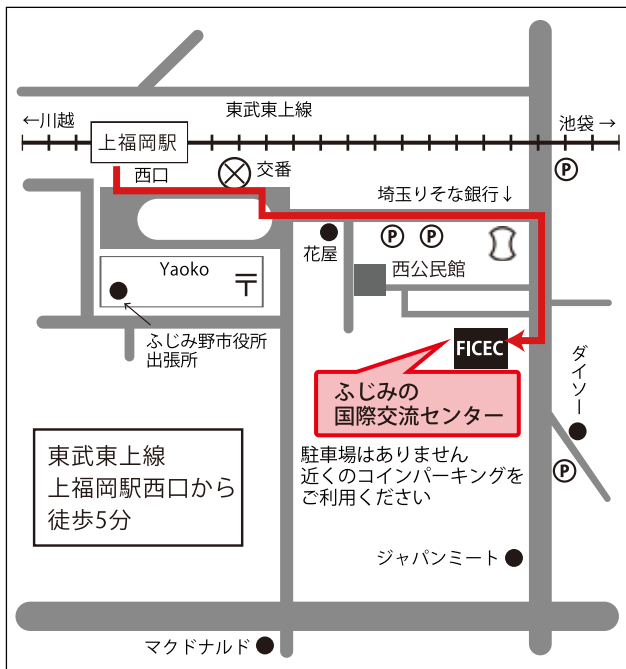 東武東上線
←川越
池袋→
上福岡駅
西口
交番
P
埼玉りそな銀行↓
花屋
P
P
西公民館
Yaoko
〒
ふじみ野市役所
出張所
FICEC
ダイソー
ふじみの
国際交流センター
東武東上線
上福岡駅西口から
徒歩5分
駐車場はありません
近くのコインパーキングを
ご利用ください
P
ジャパンミート
マクドナルド